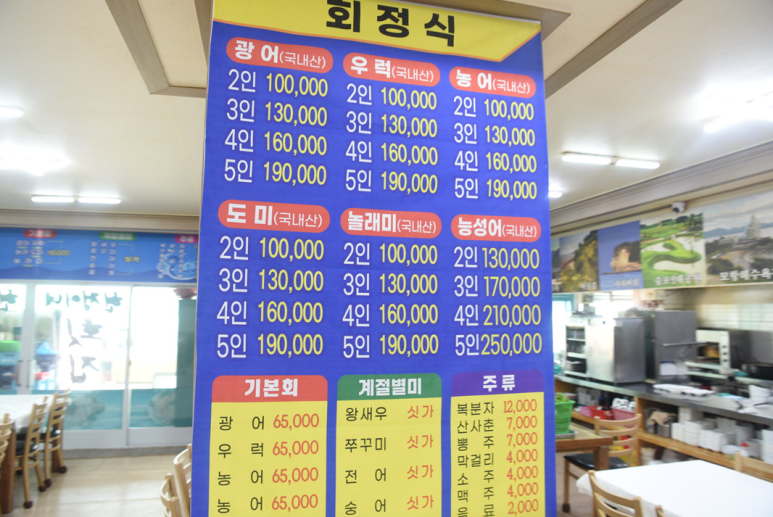 회정식
광어(국내산)
2인 100,000
3인 130,000
4인 160,000
5인 190,000
우럭(국내산)
2인 100,000
3인 130,000
4인 160,000
5인 190,000
농어(국내산)
2인 100,000
3인 130,000
4인 160,000
5인 190,000
도미(국내산)
2인 100,000
3인 130,000
4인 160,000
5인 190,000
놀래미(국내산)
2인 100,000
3인 130,000
4인 160,000
5인 190,000
능성어(국내산)
2인 130,000
3인 170,000
4인 210,000
5인 250,000
기본회
광어 65,000
우럭 65,000
농어 65,000
농어 65,000
계절별미
왕새우 싯가
쭈꾸미 싯가
전어 싯가
숭어 싯가
주류
복분자 12,000
산사춘 7,000
뽕주 7,000
막걸리 4,000
소주 4,000
맥주 4,000
음료 2,000